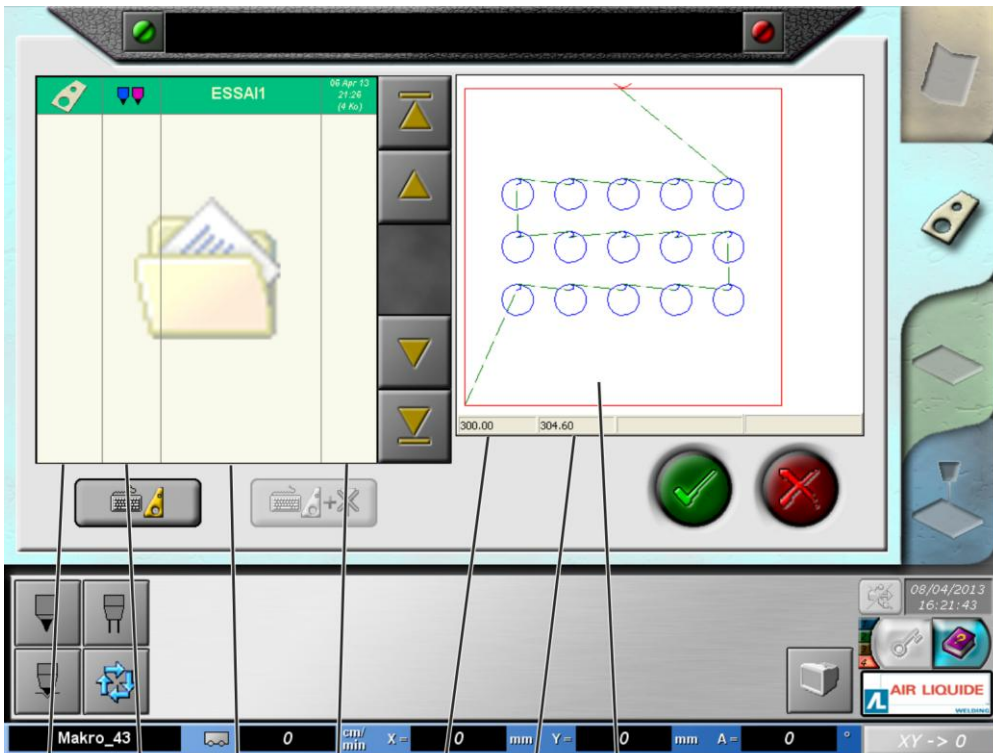 ESSAI1
06 Apr 13
21:26
(4 Ko)
300.00
304.60
08/04/2013
16:21:43
4
AIR LIQUIDE
WELDING
Makro_43
0
cm/
min
X =
0
mm
Y =
0
mm
A =
0
°
XY -> 0